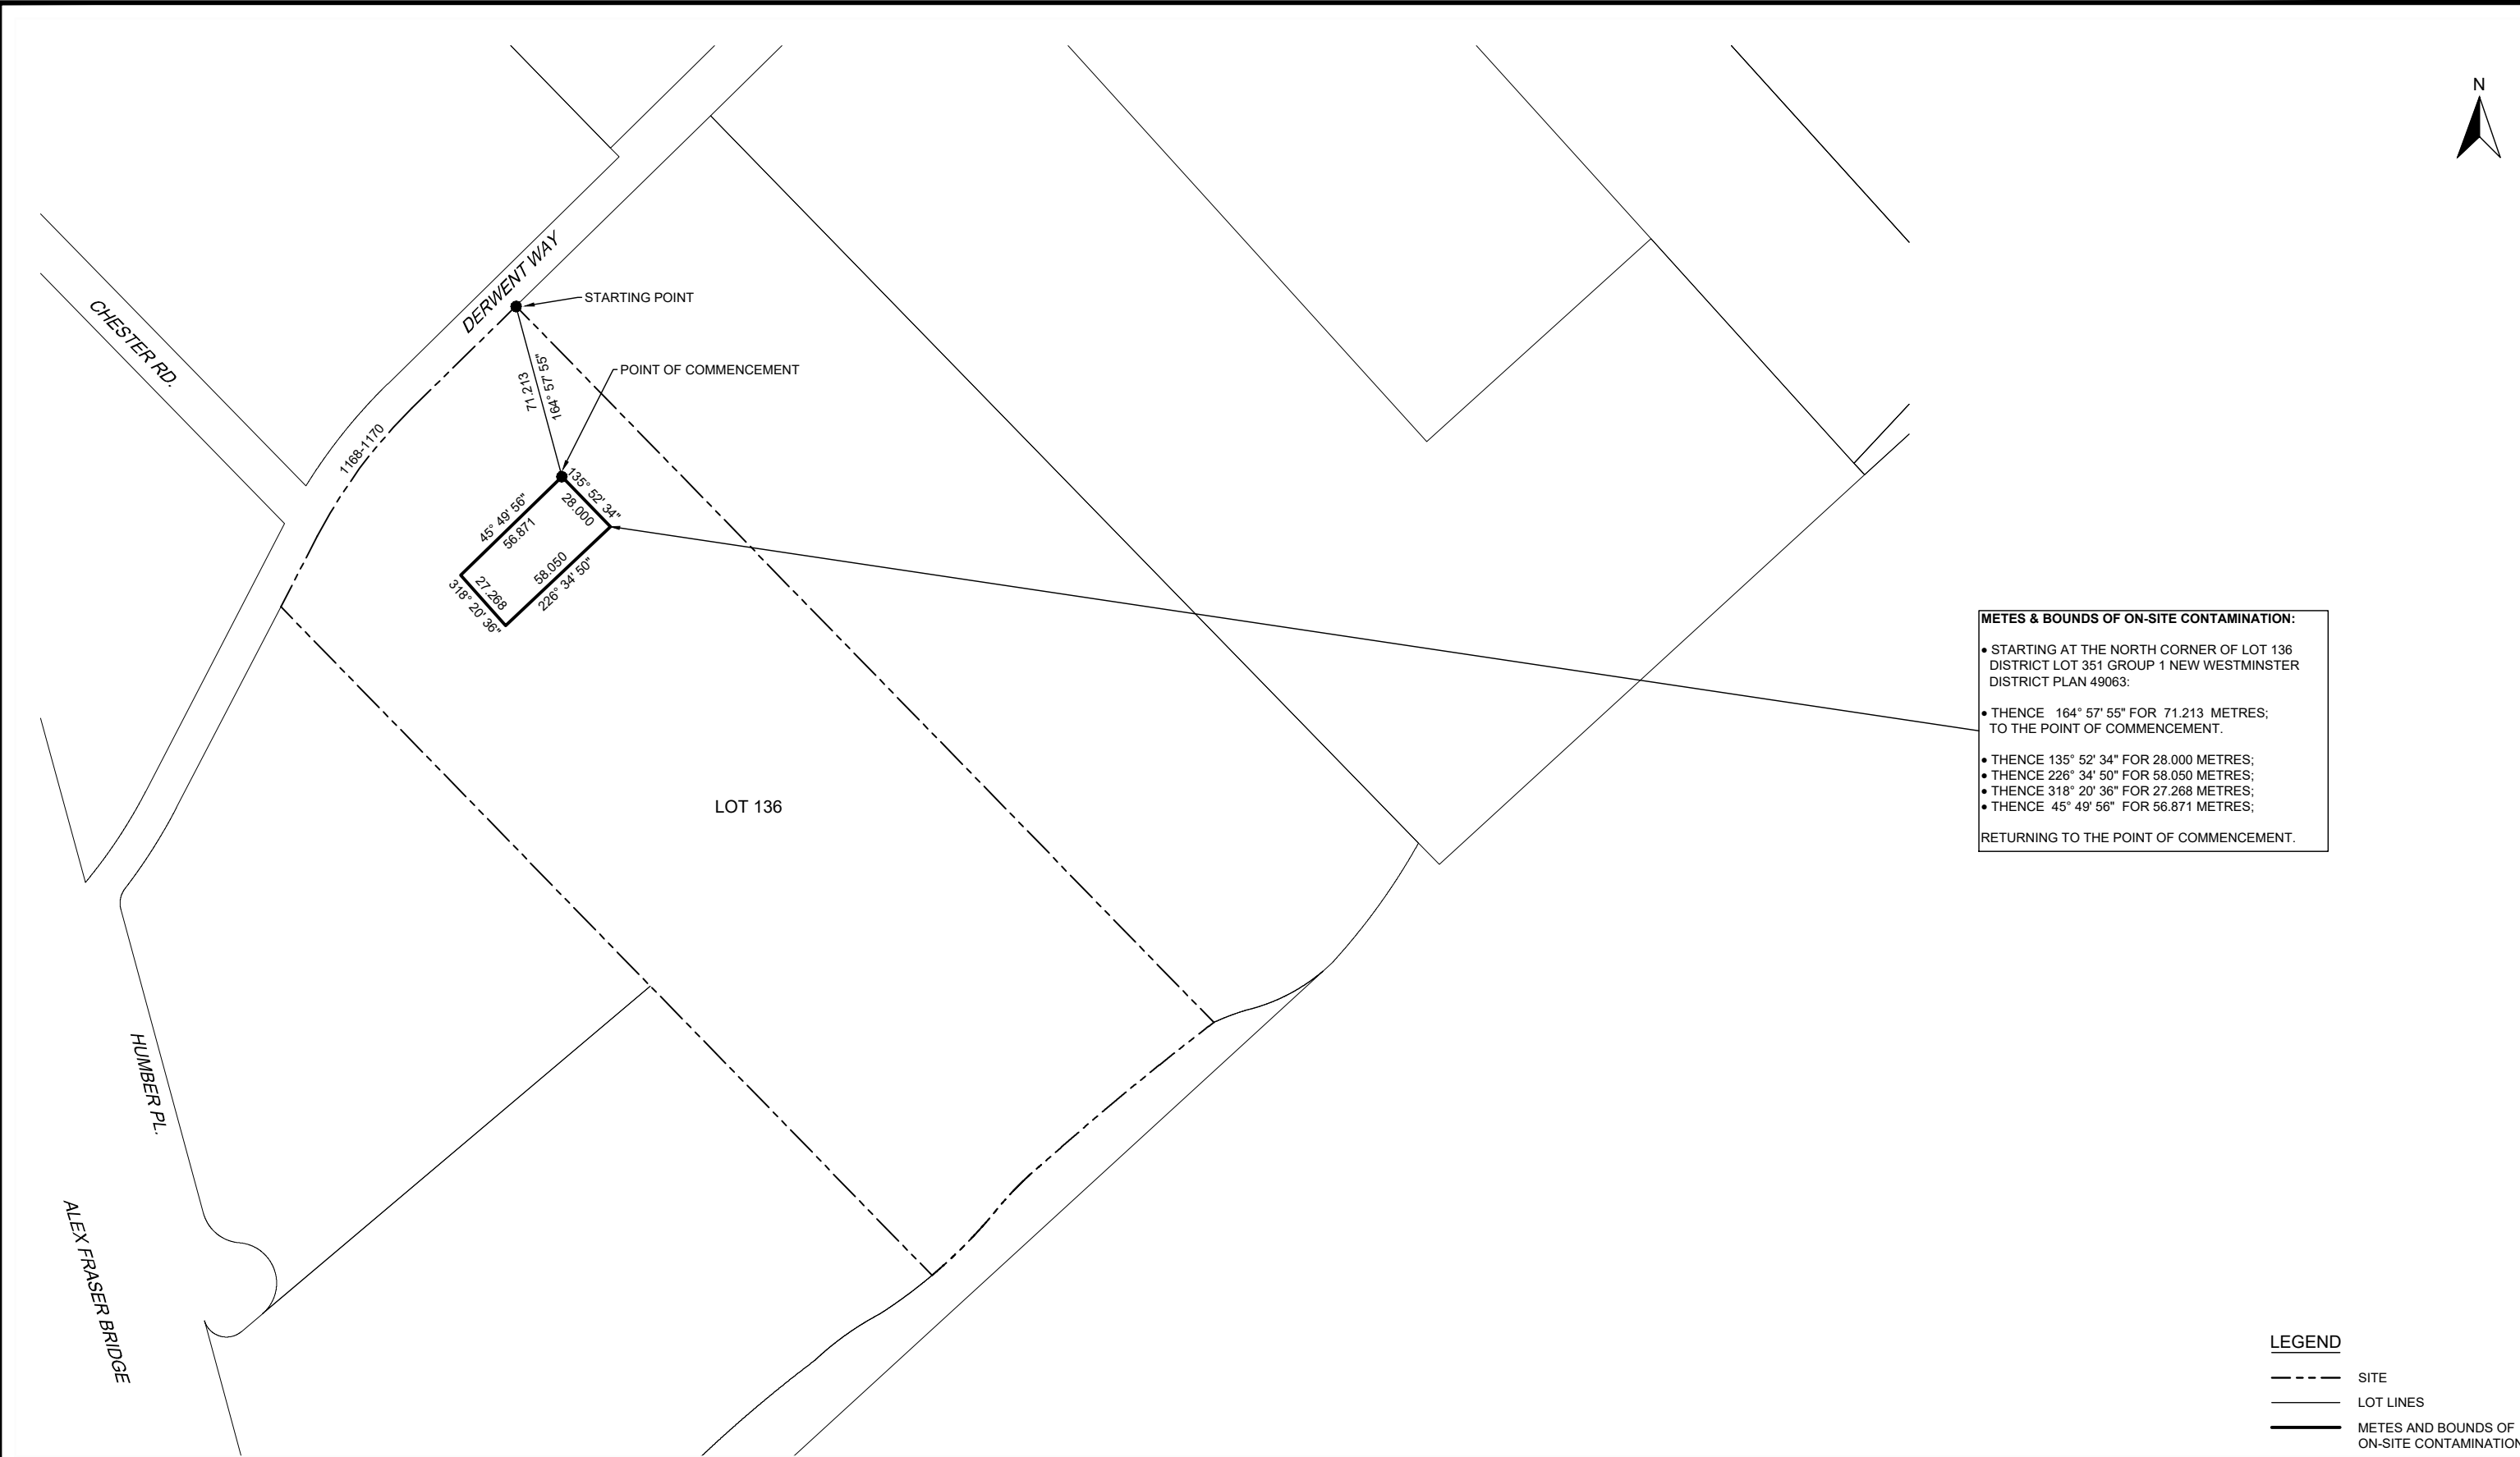 N
DERWENT WAY
STARTING POINT
CHESTER RD.
71.213
164° 57' 55"
POINT OF COMMENCEMENT
1168-1170
135° 52' 34"
28.000
45° 49' 56"
56.871
58.050
226° 34' 50"
27.268
318° 20' 36"
METES & BOUNDS OF ON-SITE CONTAMINATION:
• STARTING AT THE NORTH CORNER OF LOT 136
DISTRICT LOT 351 GROUP 1 NEW WESTMINSTER
DISTRICT PLAN 49063:
• THENCE 164° 57' 55" FOR 71.213 METRES;
TO THE POINT OF COMMENCEMENT.
• THENCE 135° 52' 34" FOR 28.000 METRES;
• THENCE 226° 34' 50" FOR 58.050 METRES;
• THENCE 318° 20' 36" FOR 27.268 METRES;
• THENCE 45° 49' 56" FOR 56.871 METRES;
RETURNING TO THE POINT OF COMMENCEMENT.
LOT 136
HUMBER PL.
ALEX FRASER BRIDGE
LEGEND
SITE
LOT LINES
METES AND BOUNDS OF
ON-SITE CONTAMINATION